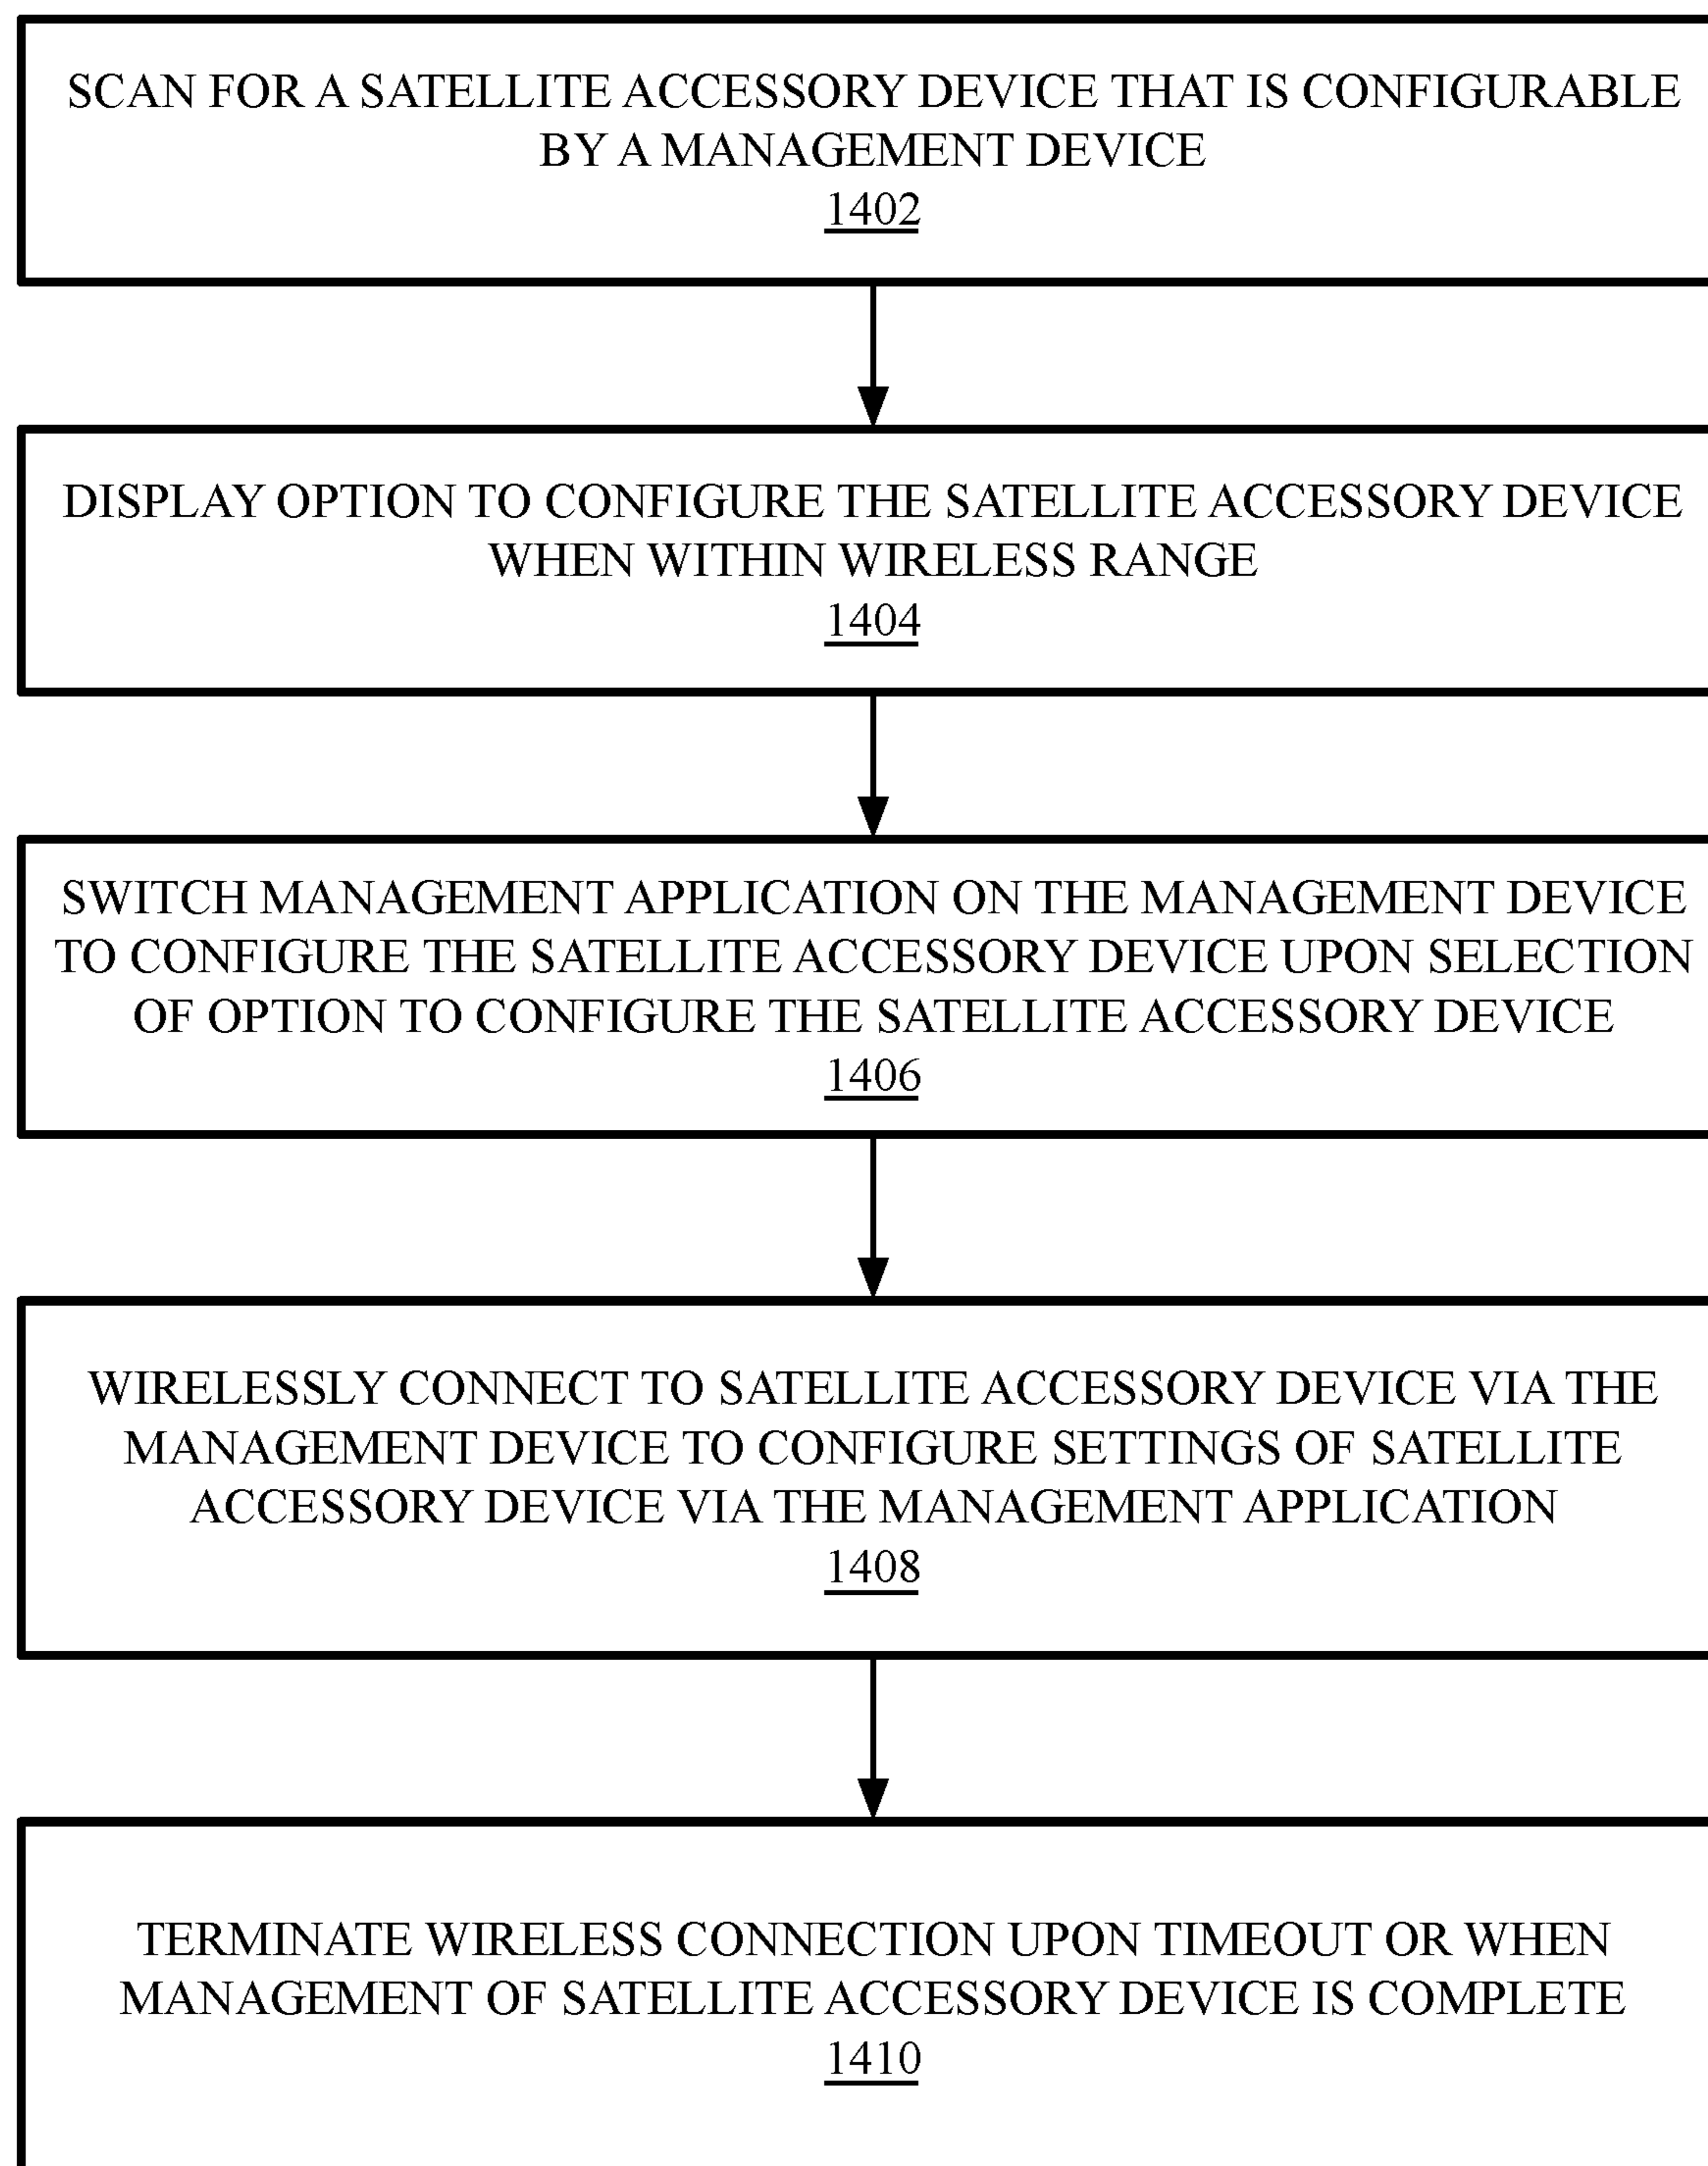 SCAN FOR A SATELLITE ACCESSORY DEVICE THAT IS CONFIGURABLE
BY A MANAGEMENT DEVICE
1402
DISPLAY OPTION TO CONFIGURE THE SATELLITE ACCESSORY DEVICE
WHEN WITHIN WIRELESS RANGE
1404
SWITCH MANAGEMENT APPLICATION ON THE MANAGEMENT DEVICE
TO CONFIGURE THE SATELLITE ACCESSORY DEVICE UPON SELECTION
OF OPTION TO CONFIGURE THE SATELLITE ACCESSORY DEVICE
1406
WIRELESSLY CONNECT TO SATELLITE ACCESSORY DEVICE VIA THE
MANAGEMENT DEVICE TO CONFIGURE SETTINGS OF SATELLITE
ACCESSORY DEVICE VIA THE MANAGEMENT APPLICATION
1408
TERMINATE WIRELESS CONNECTION UPON TIMEOUT OR WHEN
MANAGEMENT OF SATELLITE ACCESSORY DEVICE IS COMPLETE
1410